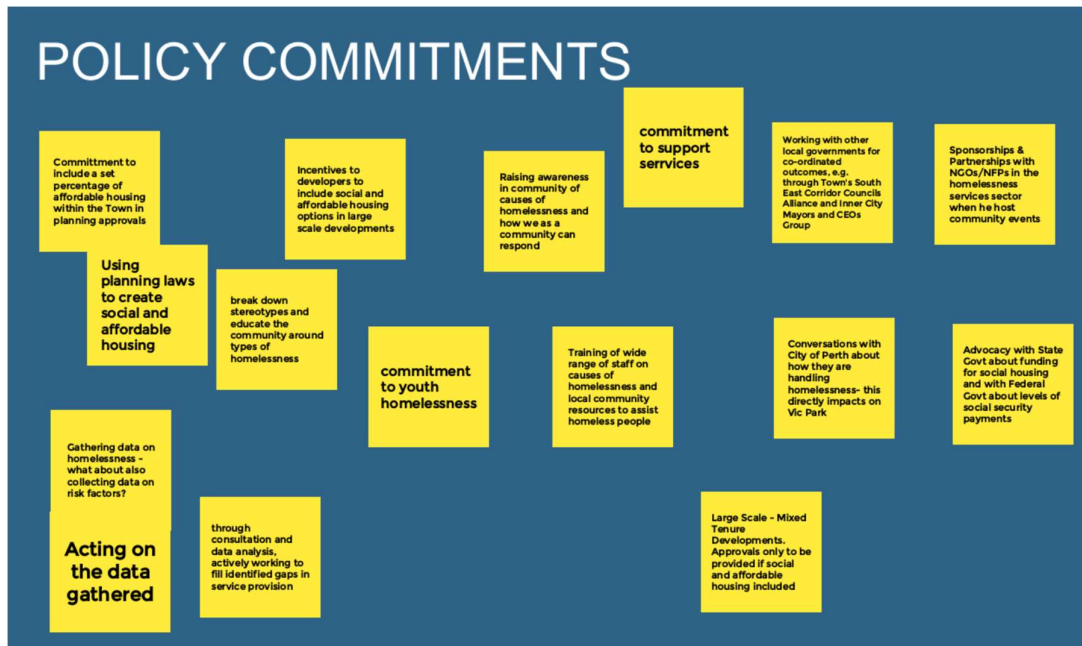 POLICY COMMITMENTS
Committment to
include a set
percentage of
affordable housing
within the Town in
planning approvals
Incentives to
developers to
include social and
affordable housing
options in large
scale developments
Raising awareness
in community of
causes of
homelessness and
how we as a
community can
respond
commitment
to support
serrvices
Working with other
local governments for
co-ordinated
outcomes, e.g.
through Town's South
East Corridor Councils
Alliance and Inner City
Mayors and CEOs
Group
Sponsorships &
Partnerships with
NGOs/NFPs in the
homelessness
services sector
when he host
community events
Using
planning laws
to create
social and
affordable
housing
break down
stereotypes and
educate the
community around
types of
homelessness
commitment
to youth
homelessness
Training of wide
range of staff on
causes of
homelessness and
local community
resources to assist
homeless people
Conversations with
City of Perth about
how they are
handling
homelessness- this
directly impacts on
Vic Park
Advocacy with State
Govt about funding
for social housing
and with Federal
Govt about levels of
social security
payments
Gathering data on
homelessness -
what about also
collecting data on
risk factors?
Acting on
the data
gathered
through
consultation and
data analysis,
actively working to
fill identified gaps in
service provision
Large Scale - Mixed
Tenure
Developments.
Approvals only to be
provided if social
and affordable
housing included